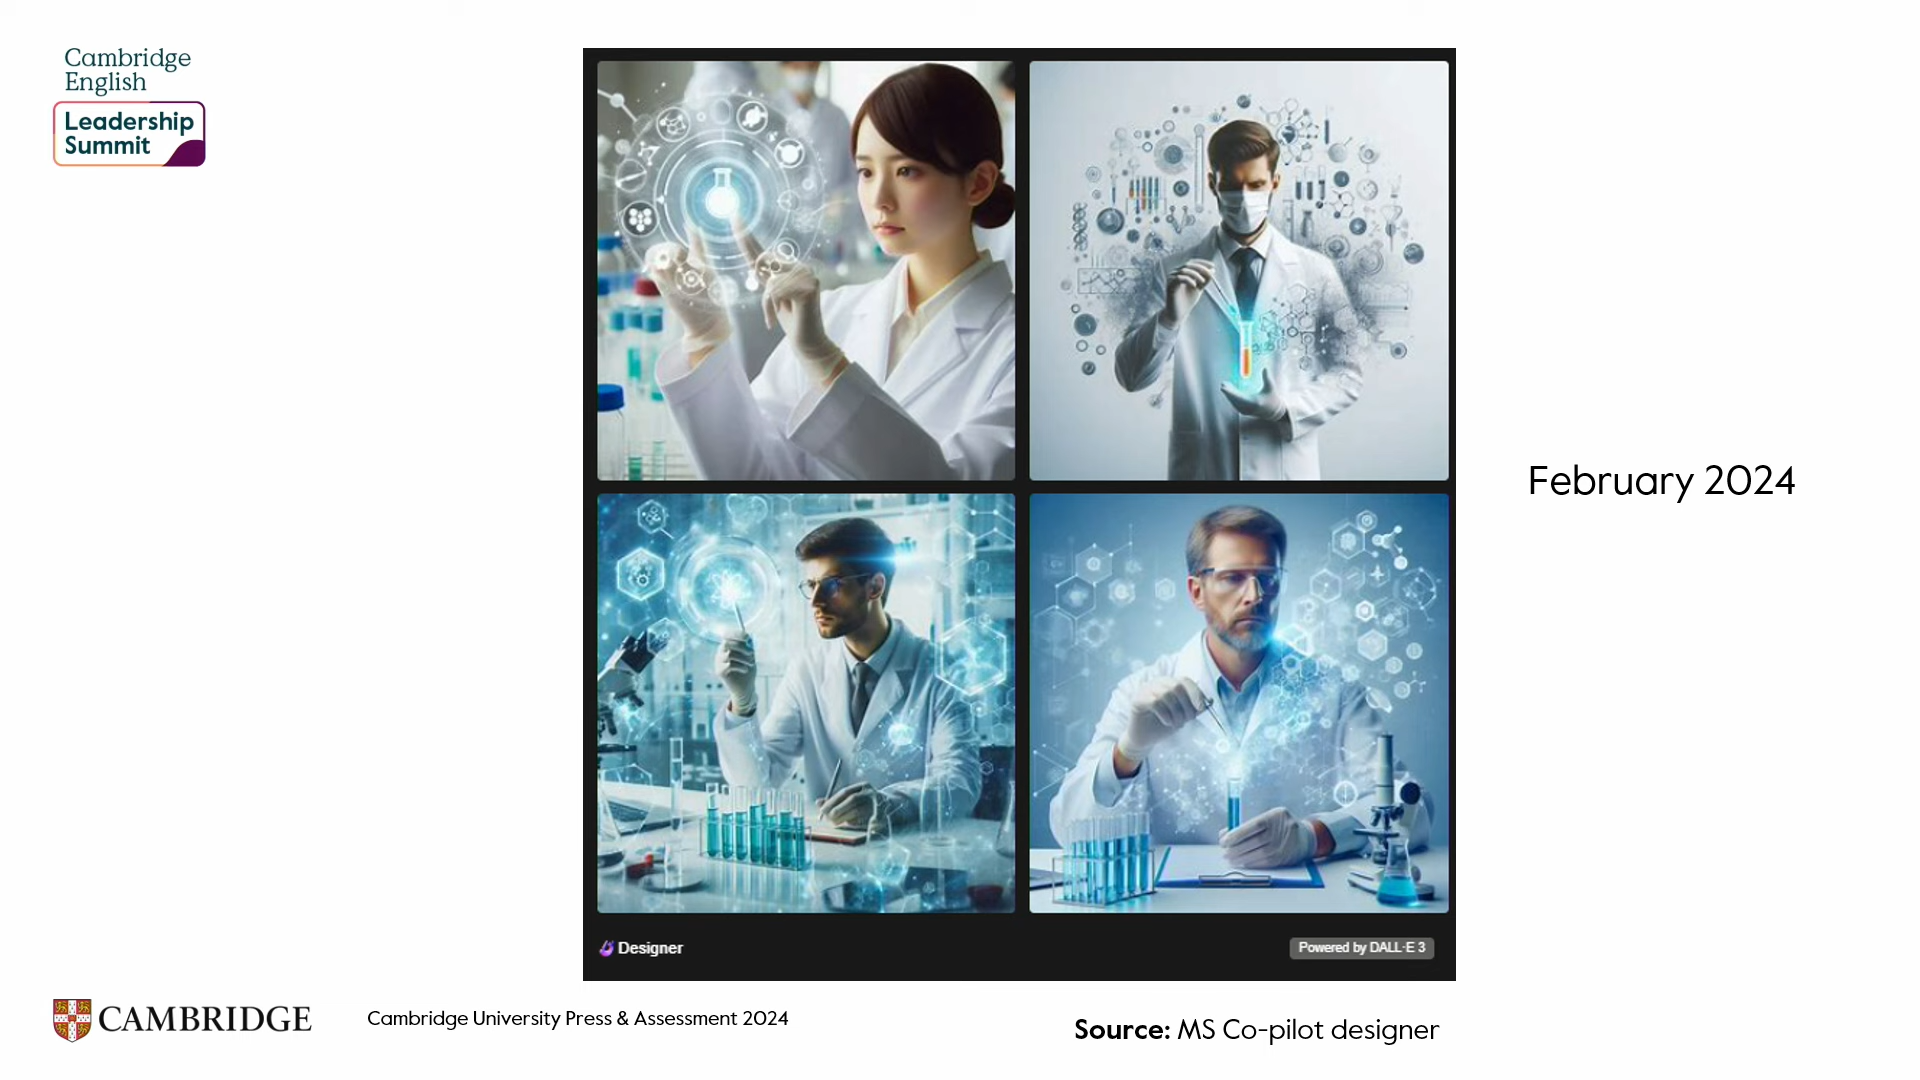 Cambridge
English
Leadership
Summit
February 2024
Designer
Powered by DALL·E 3
CAMBRIDGE
Cambridge University Press & Assessment 2024
Source: MS Co-pilot designer